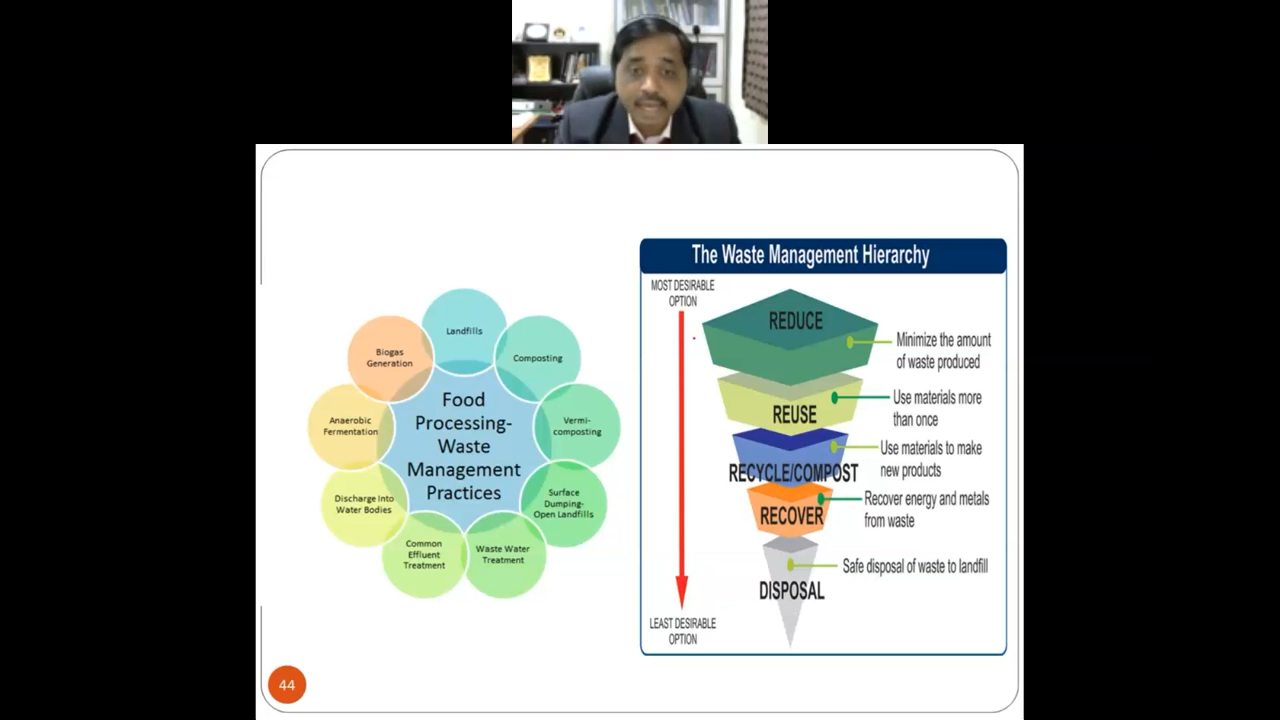 Landfills
Composting
Vermi-
composting
Surface
Dumping-
Open Landfills
Waste Water
Treatment
Common
Effluent
Treatment
Discharge Into
Water Bodies
Anaerobic
Fermentation
Biogas
Generation
Food
Processing-
Waste
Management
Practices
The Waste Management Hierarchy
MOST DESIRABLE
OPTION
REDUCE
Minimize the amount
of waste produced
REUSE
Use materials more
than once
RECYCLE/COMPOST
Use materials to make
new products
RECOVER
Recover energy and metals
from waste
DISPOSAL
Safe disposal of waste to landfill
LEAST DESIRABLE
OPTION
44